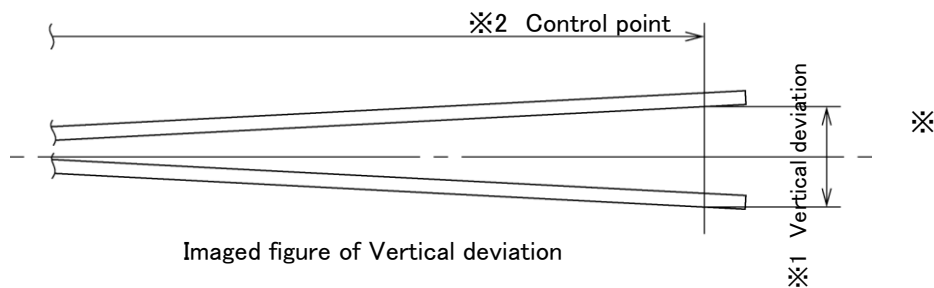 ※2 Control point
※1 Vertical deviation
※
Imaged figure of Vertical deviation